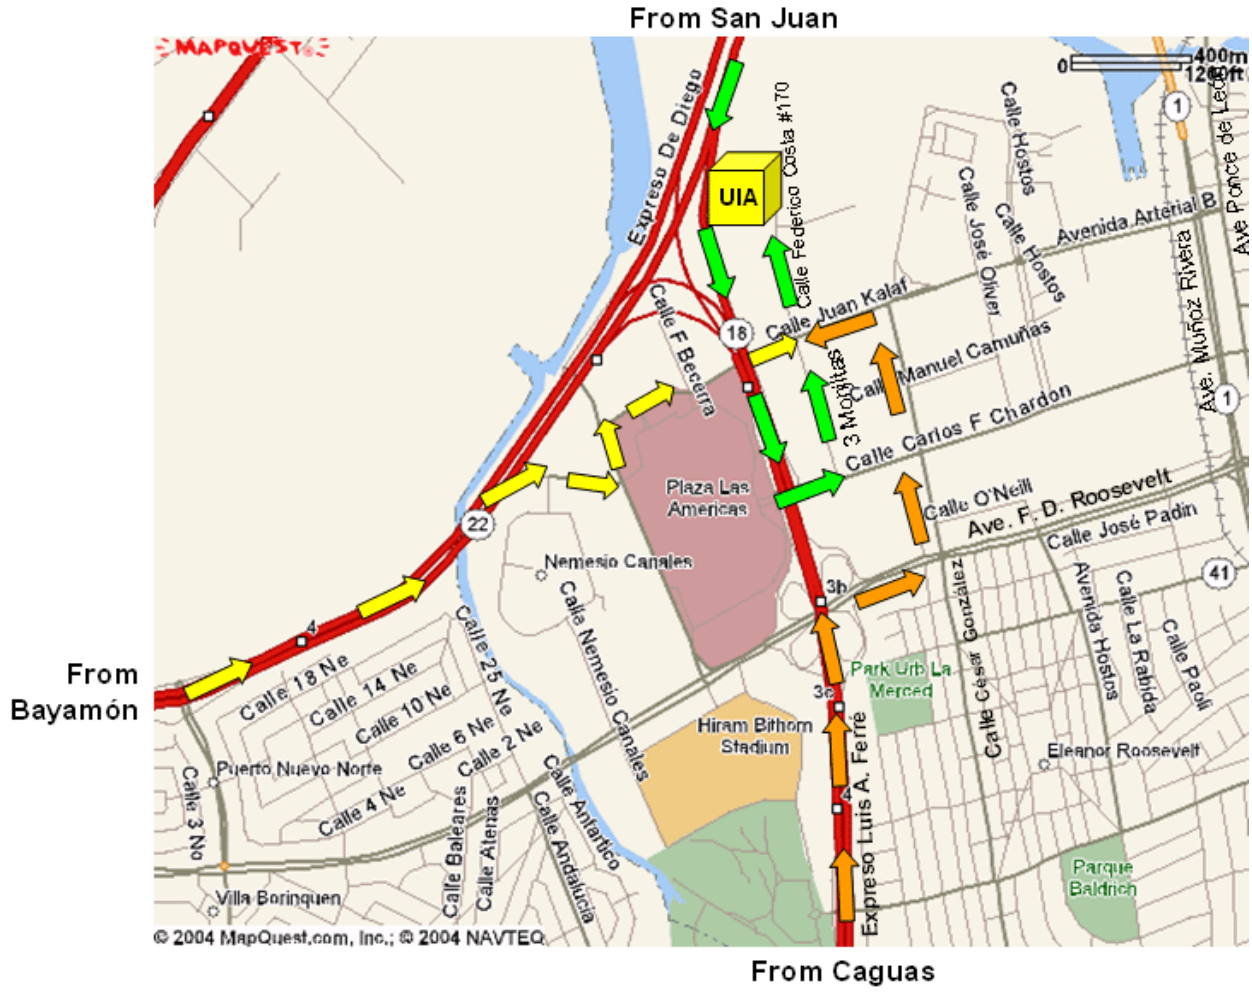 From San Juan
MAPQUEST
0
400m
1200ft
Expreso De Diego
Calle Federico Costa #170
UIA
1
Ave Ponce de León
Calle Hostos
Calle José Oliver
Calle Hostos
Avenida Arterial B
Ave. Muñoz Rivera
Calle F Becerra
18
Calle Juan Kalaf
Calle Manuel Camuñas
3 Monjitas
Calle Carlos F Chardon
1
Plaza Las
Americas
22
Calle O'Neill
Ave. F. D. Roosevelt
Calle José Padin
41
Nemesio Canales
3b
4
Calle 25 Ne
Calla Nemesio Canales
Calle Cesar González
Avenida Hostos
Calle La Rabida
Calle Paoli
From
Bayamón
Calle 18 Ne
Calle 14 Ne
Calle 10 Ne
Calle 6 Ne
Calle 2 Ne
Calle 4 Ne
Park Urb La
Merced
3c
Hiram Bithorn
Stadium
Eleanor Roosevelt
Puerto Nuevo Norte
Calle 3 No
Calle Baleares
Calle Atenas
Calle Andalucia
Calle Antartico
4
Expreso Luis A. Ferré
Parque
Baldrich
Villa Borinquen
© 2004 MapQuest.com, Inc.; © 2004 NAVTEQ
From Caguas